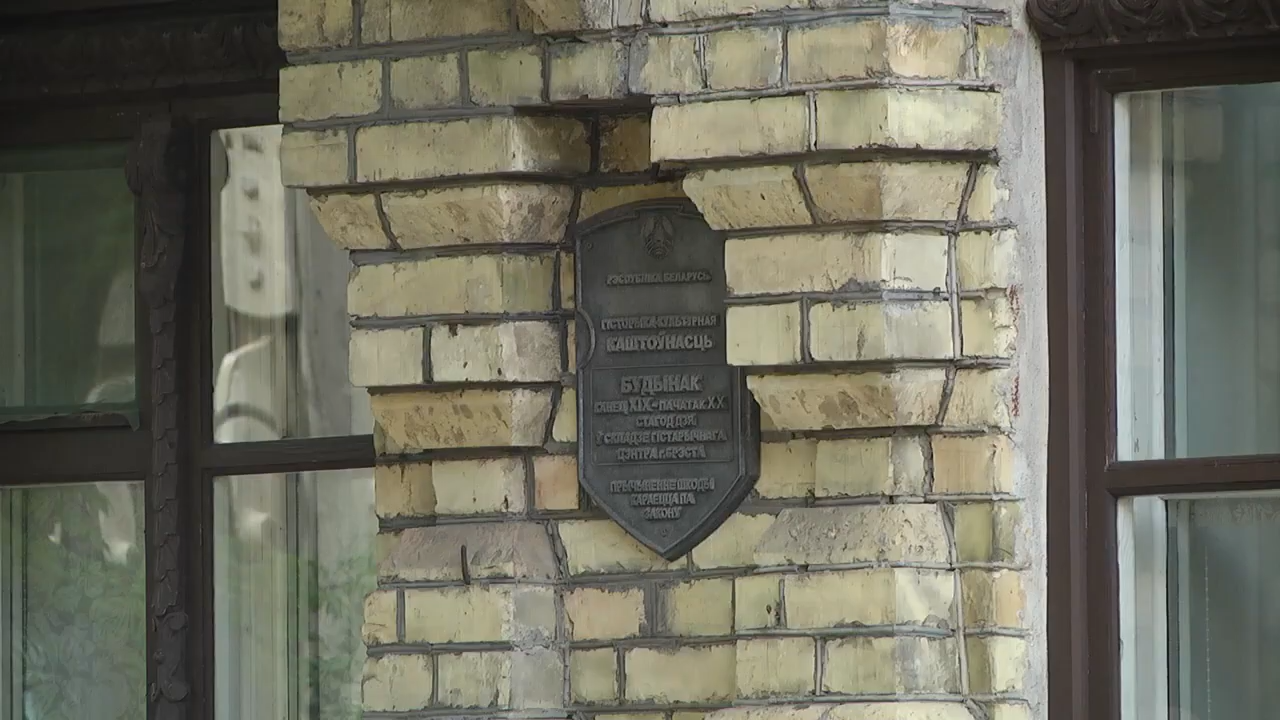 РЭСПУБЛІКА БЕЛАРУСЬ
ГІСТОРЫКА-КУЛЬТУРНАЯ
КАШТОЎНАСЦЬ
БУДЫНАК
КАНЕЦ XIX - ПАЧАТАК XX
СТАГОДДЗЯ
Ў СКЛАДЗЕ ГІСТАРЫЧНАГА
ЦЭНТРА г. БРЭСТА
ПРЫЧЫНЕННЕ ШКОДЫ
КАРАЕЦЦА ПА
ЗАКОНУ